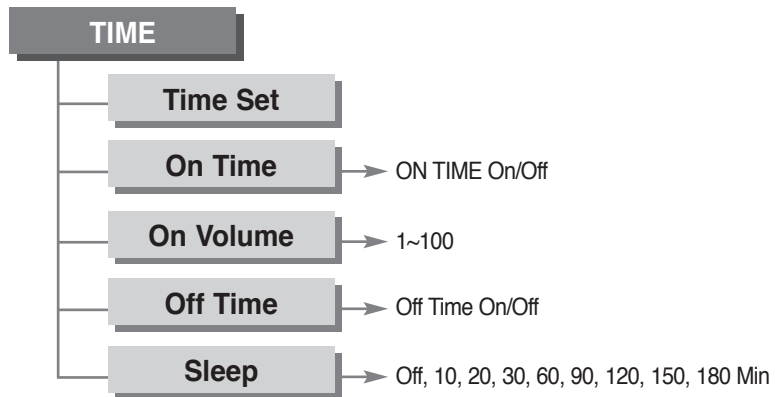 TIME
Time Set
On Time ON TIME On/Off
On Volume 1~100
Off Time Off Time On/Off
Sleep Off, 10, 20, 30, 60, 90, 120, 150, 180 Min